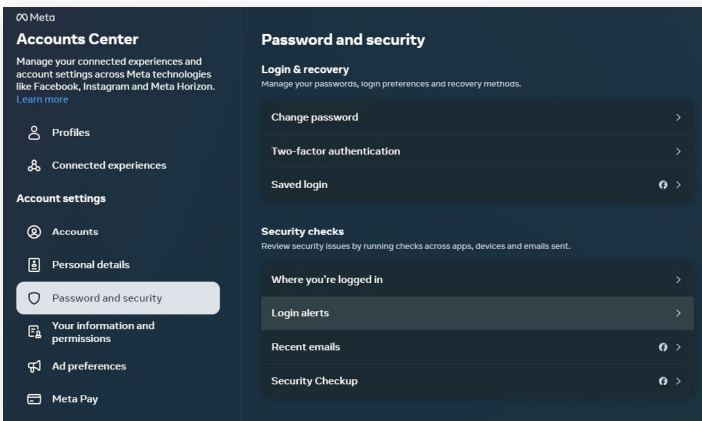 Meta
Accounts Center
Manage your connected experiences and
account settings across Meta technologies
like Facebook, Instagram and Meta Horizon.
Learn more
Profiles
Connected experiences
Account settings
Accounts
Personal details
Password and security
Your information and
permissions
Ad preferences
Meta Pay
Password and security
Login & recovery
Manage your passwords, login preferences and recovery methods.
Change password
Two-factor authentication
Saved login
Security checks
Review security issues by running checks across apps, devices and emails sent.
Where you're logged in
Login alerts
Recent emails
Security Checkup